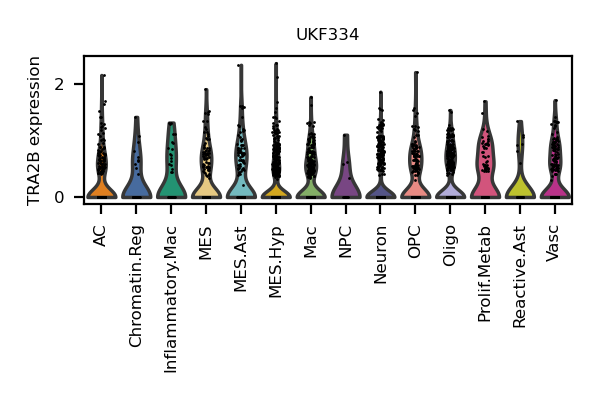 UKF334
TRA2B expression
2
0
AC
Chromatin.Reg
Inflammatory.Mac
MES
MES.Ast
MES.Hyp
Mac
NPC
Neuron
OPC
Oligo
Prolif.Metab
Reactive.Ast
Vasc